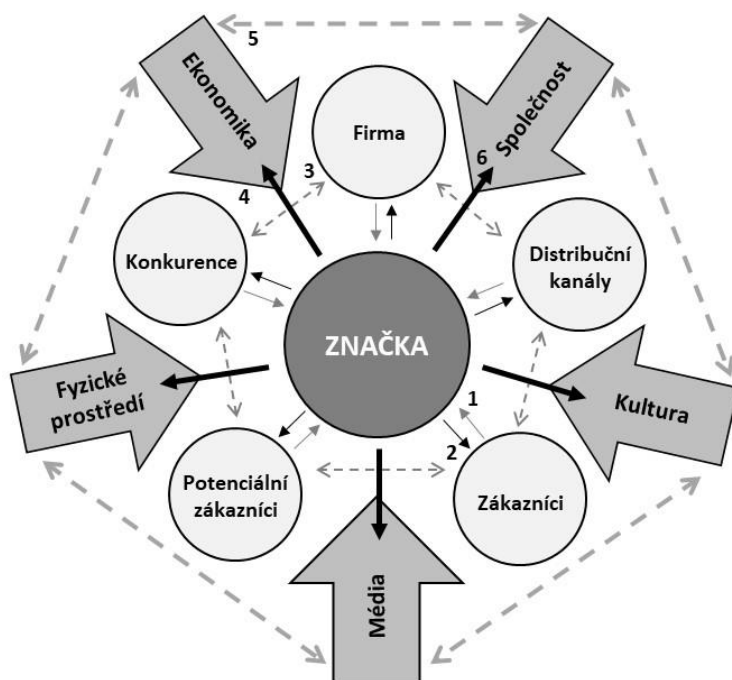 5
Ekonomika
Společnost
Firma
3
6
4
Konkurence
Distribuční
kanály
ZNAČKA
Fyzické
prostředí
Kultura
1
2
Potenciální
zákazníci
Zákazníci
Média